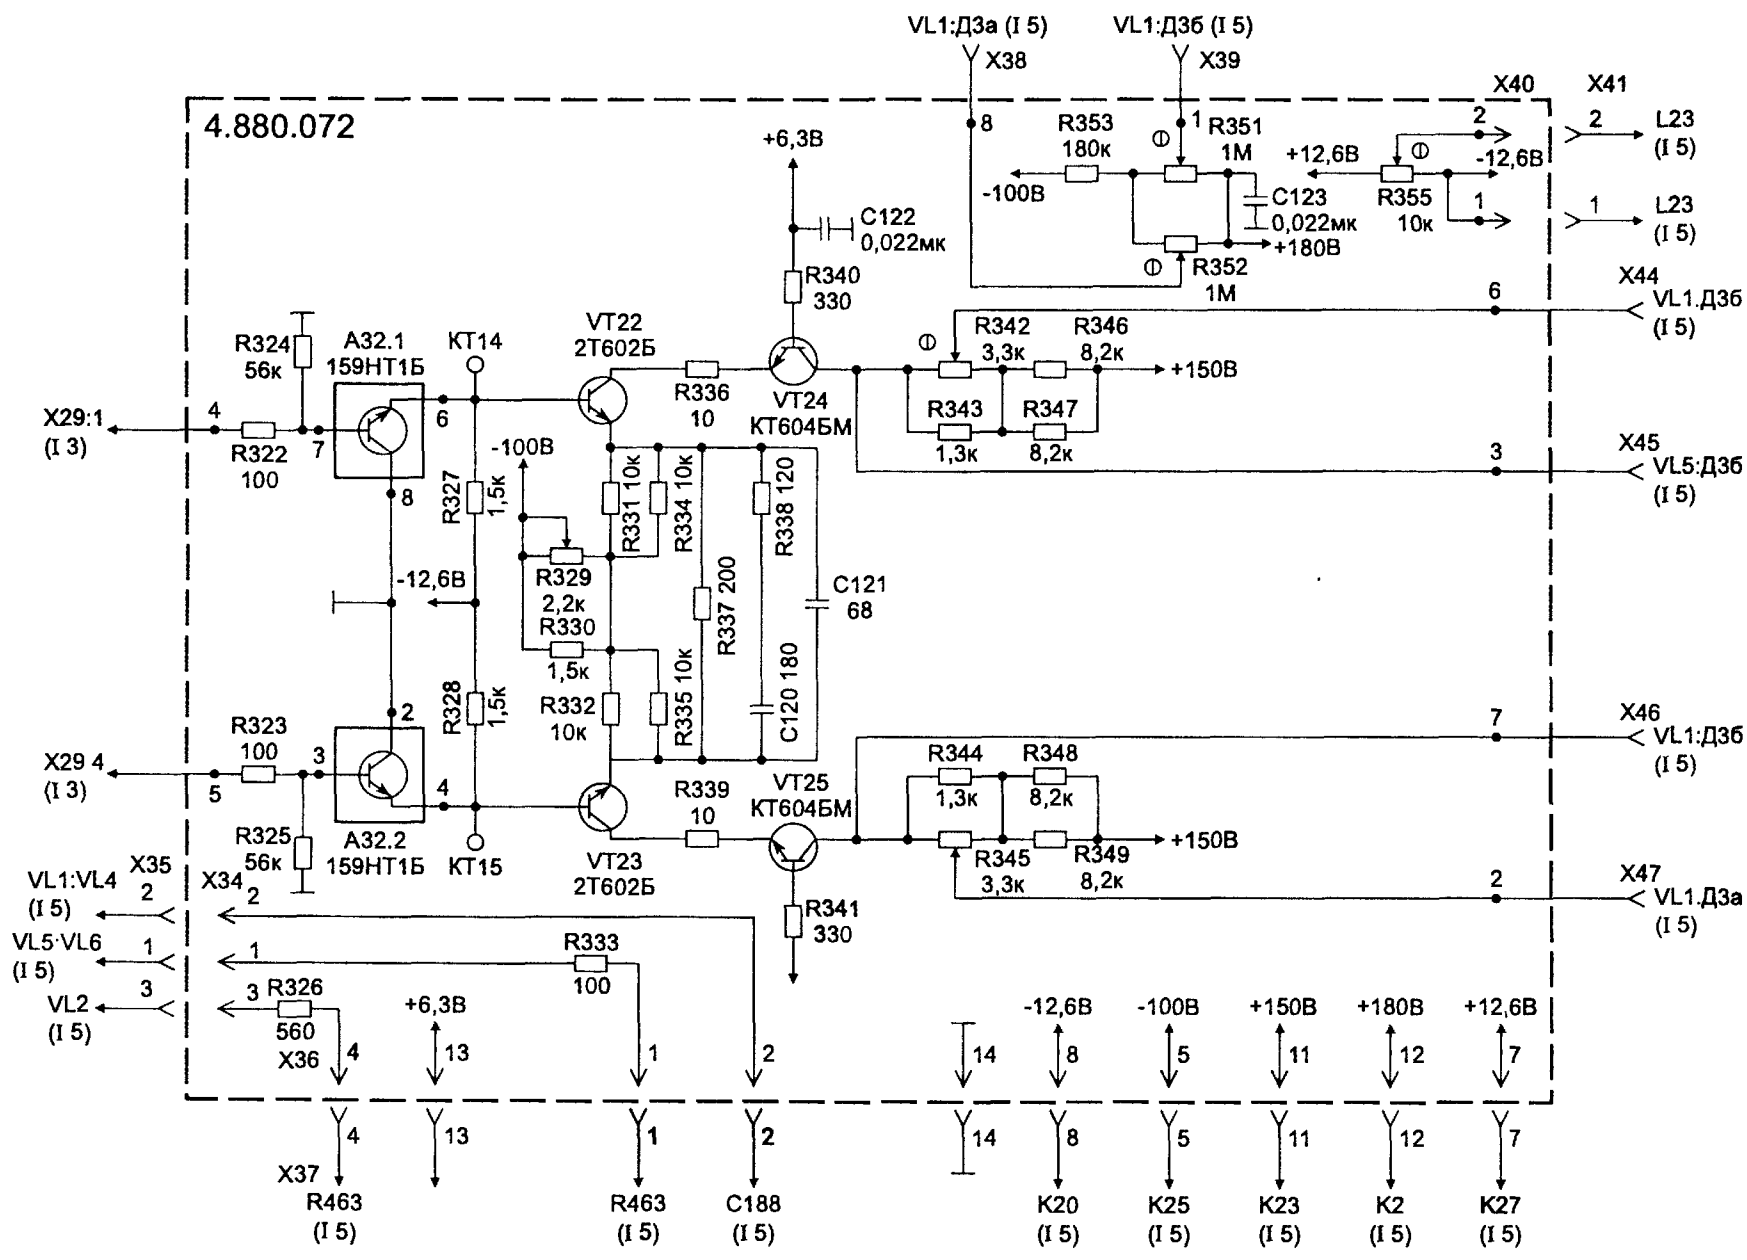 VL1:Д3а (I 5)
VL1:Д3б (I 5)
X38
X39
X40
X41
4.880.072
8
R353
180к
1
R351
1М
2
2
L23
(I 5)
+6,3В
-100В
+12,6В
-12,6В
C123
0,022мк
R355
10к
1
1
L23
(I 5)
C122
0,022мк
+180В
R352
1М
R340
330
X44
6
VL1.Д3б
(I 5)
R324
56к
А32.1
159НТ1Б
КТ14
VT22
2Т602Б
R342
3,3к
R346
8,2к
+150В
R336
10
VT24
КТ604БМ
R343
1,3к
R347
8,2к
X29:1
(I 3)
4
R322
100
7
6
8
-100В
R327
1,5к
R331 10к
R334 10к
R338 120
X45
3
VL5:Д3б
(I 5)
-12,6В
R329
2,2к
R330
1,5к
R337 200
C121
68
R328
1,5к
R332
10к
R335 10к
C120 180
2
R323
100
3
X29 4
(I 3)
5
4
R325
56к
А32.2
159НТ1Б
КТ15
VT23
2Т602Б
R339
10
VT25
КТ604БМ
R344
1,3к
R348
8,2к
7
X46
VL1:Д3б
(I 5)
+150В
R345
3,3к
R349
8,2к
X47
2
VL1.Д3а
(I 5)
R341
330
X35
X34
VL1:VL4
(I 5)
2
2
VL5·VL6
(I 5)
1
1
R333
100
VL2
(I 5)
3
3
R326
560
X36
4
+6,3В
13
1
2
14
-12,6В
8
-100В
5
+150В
11
+180В
12
+12,6В
7
4
13
1
2
14
8
5
11
12
7
X37
R463
(I 5)
R463
(I 5)
C188
(I 5)
K20
(I 5)
K25
(I 5)
K23
(I 5)
K2
(I 5)
K27
(I 5)